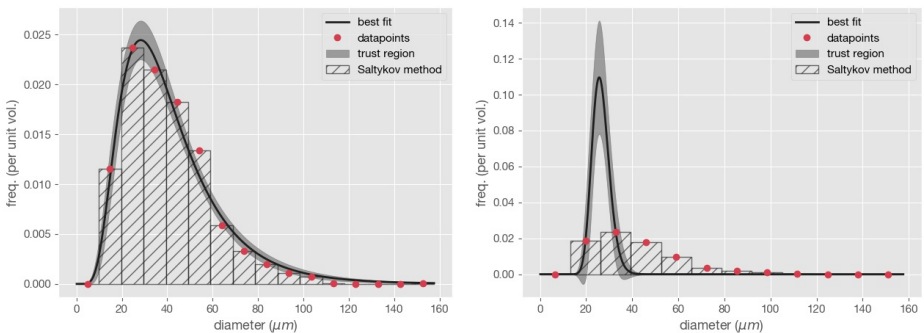 best fit
datapoints
trust region
Saltykov method
0.025
0.020
0.015
0.010
0.005
0.000
freq. (per unit vol.)
0 20 40 60 80 100 120 140 160
diameter (μm)
best fit
datapoints
trust region
Saltykov method
0.14
0.12
0.10
0.08
0.06
0.04
0.02
0.00
freq. (per unit vol.)
0 20 40 60 80 100 120 140 160
diameter (μm)